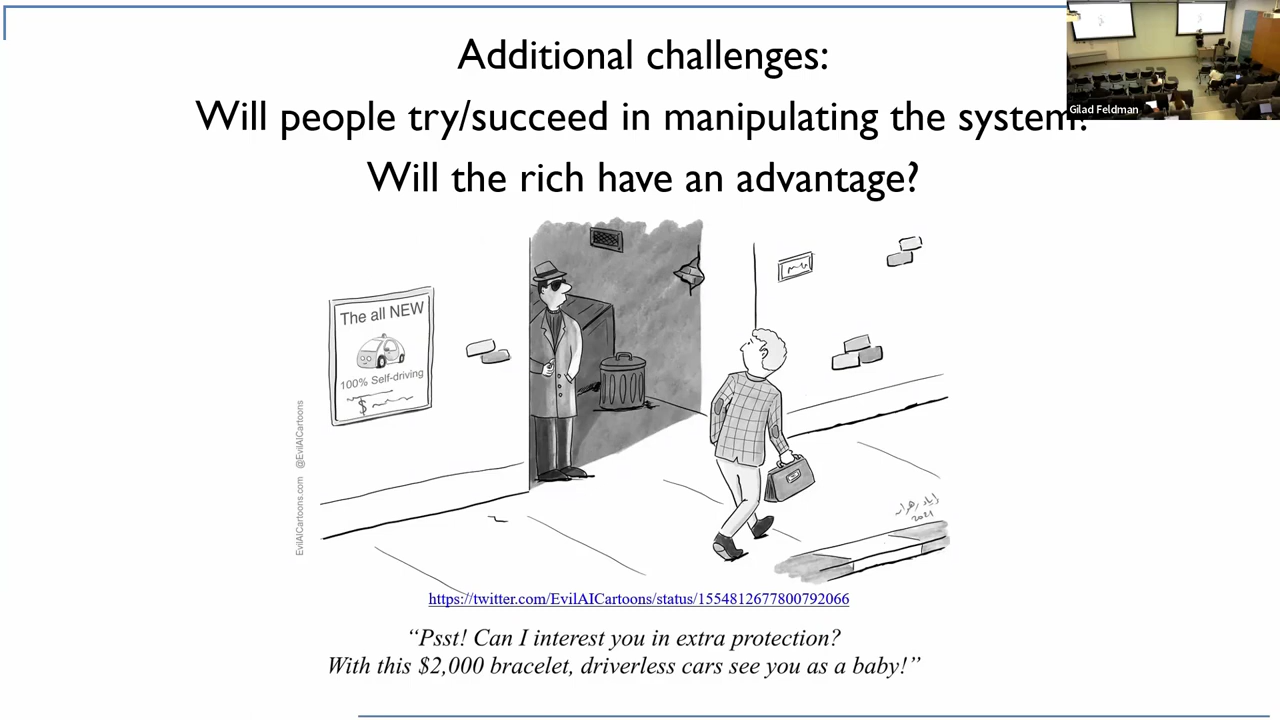 Additional challenges:
Will people try/succeed in manipulating the system?
Will the rich have an advantage?
Gilad Feldman
The all NEW
100% Self-driving
$
EvilAICartoons.com @EvilAICartoons
2021
https://twitter.com/EvilAICartoons/status/1554812677800792066
“Psst! Can I interest you in extra protection?
With this $2,000 bracelet, driverless cars see you as a baby!”